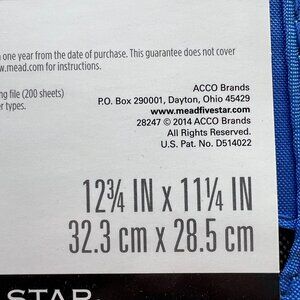 one year from the date of purchase. This guarantee does not cover
w.mead.com for instructions.
ng file (200 sheets)
er types.
ACCO Brands
P.O. Box 290001, Dayton, Ohio 45429
www.meadfivestar.com
28247 © 2014 ACCO Brands
All Rights Reserved.
U.S. Pat. No. D514022
12¾ IN x 11¼ IN
32.3 cm x 28.5 cm
STAR